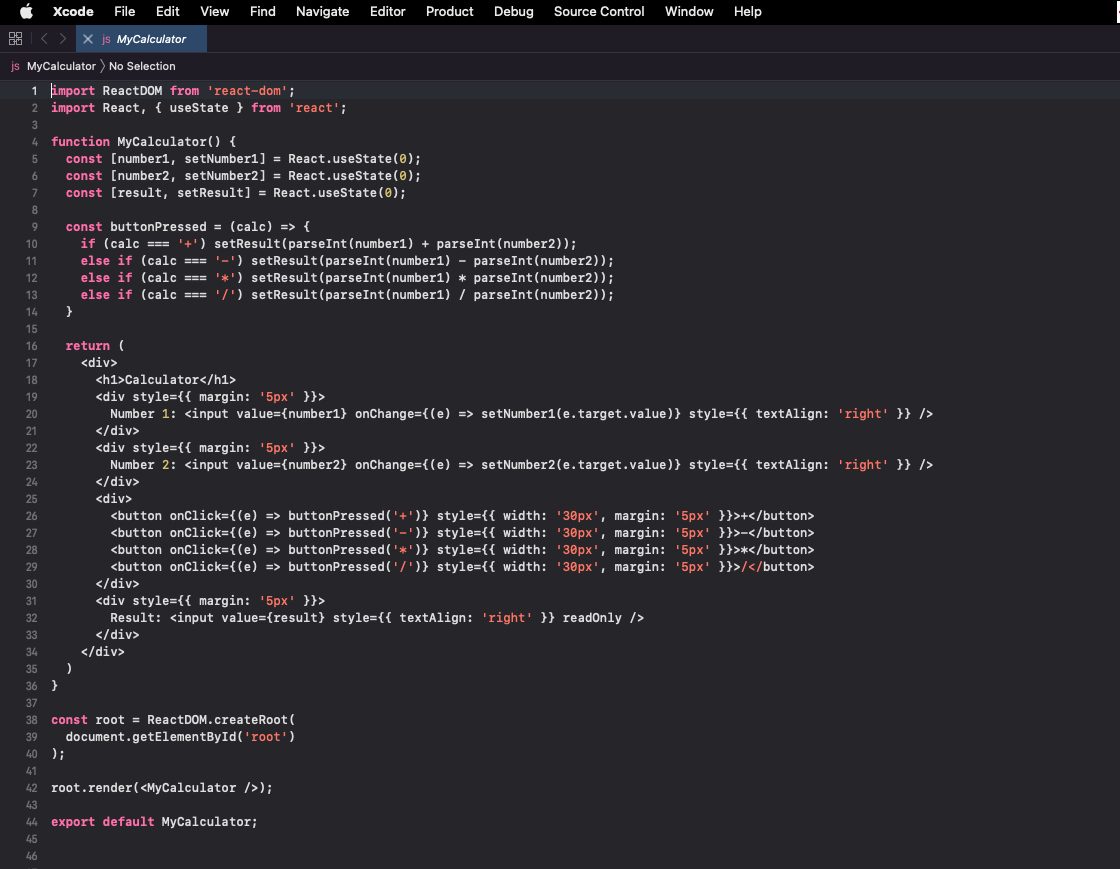 Xcode File Edit View Find Navigate Editor Product Debug Source Control Window Help
js MyCalculator
js MyCalculator 〉No Selection
1 import ReactDOM from 'react-dom';
2 import React, { useState } from 'react';
3
4 function MyCalculator() {
5   const [number1, setNumber1] = React.useState(0);
6   const [number2, setNumber2] = React.useState(0);
7   const [result, setResult] = React.useState(0);
8
9   const buttonPressed = (calc) => {
10     if (calc === '+') setResult(parseInt(number1) + parseInt(number2));
11     else if (calc === '-') setResult(parseInt(number1) - parseInt(number2));
12     else if (calc === '*') setResult(parseInt(number1) * parseInt(number2));
13     else if (calc === '/') setResult(parseInt(number1) / parseInt(number2));
14   }
15
16   return (
17     <div>
18       <h1>Calculator</h1>
19       <div style={{ margin: '5px' }}>
20         Number 1: <input value={number1} onChange={(e) => setNumber1(e.target.value)} style={{ textAlign: 'right' }} />
21       </div>
22       <div style={{ margin: '5px' }}>
23         Number 2: <input value={number2} onChange={(e) => setNumber2(e.target.value)} style={{ textAlign: 'right' }} />
24       </div>
25       <div>
26         <button onClick={(e) => buttonPressed('+')} style={{ width: '30px', margin: '5px' }}>+</button>
27         <button onClick={(e) => buttonPressed('-')} style={{ width: '30px', margin: '5px' }}>-</button>
28         <button onClick={(e) => buttonPressed('*')} style={{ width: '30px', margin: '5px' }}>*</button>
29         <button onClick={(e) => buttonPressed('/')} style={{ width: '30px', margin: '5px' }}>/</button>
30       </div>
31       <div style={{ margin: '5px' }}>
32         Result: <input value={result} style={{ textAlign: 'right' }} readOnly />
33       </div>
34     </div>
35   )
36 }
37
38 const root = ReactDOM.createRoot(
39   document.getElementById('root')
40 );
41
42 root.render(<MyCalculator />);
43
44 export default MyCalculator;
45
46